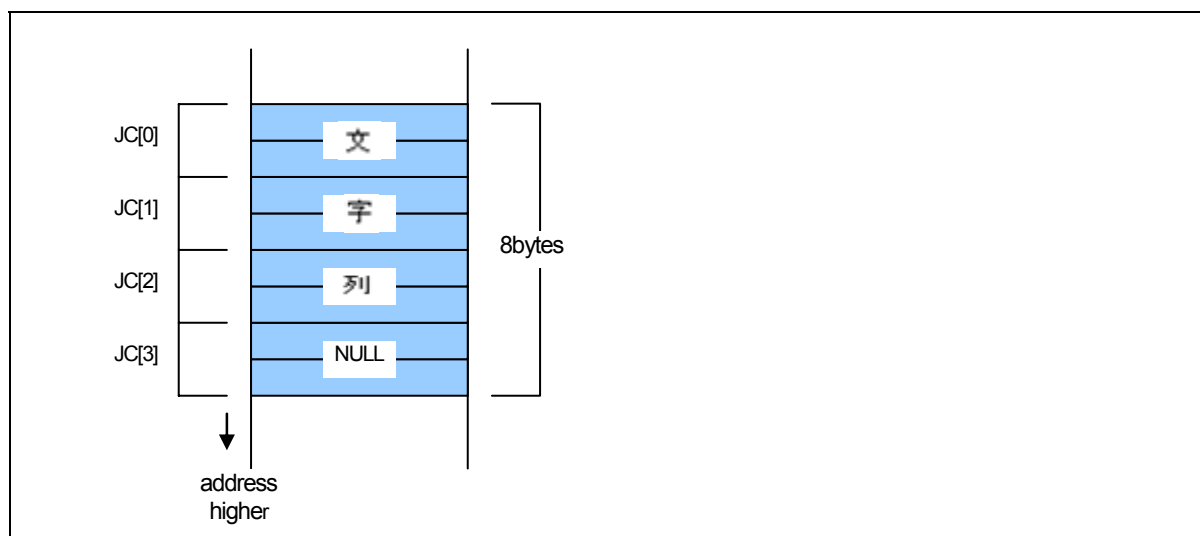 JC[0]
文
JC[1]
字
8bytes
JC[2]
列
JC[3]
NULL
address
higher